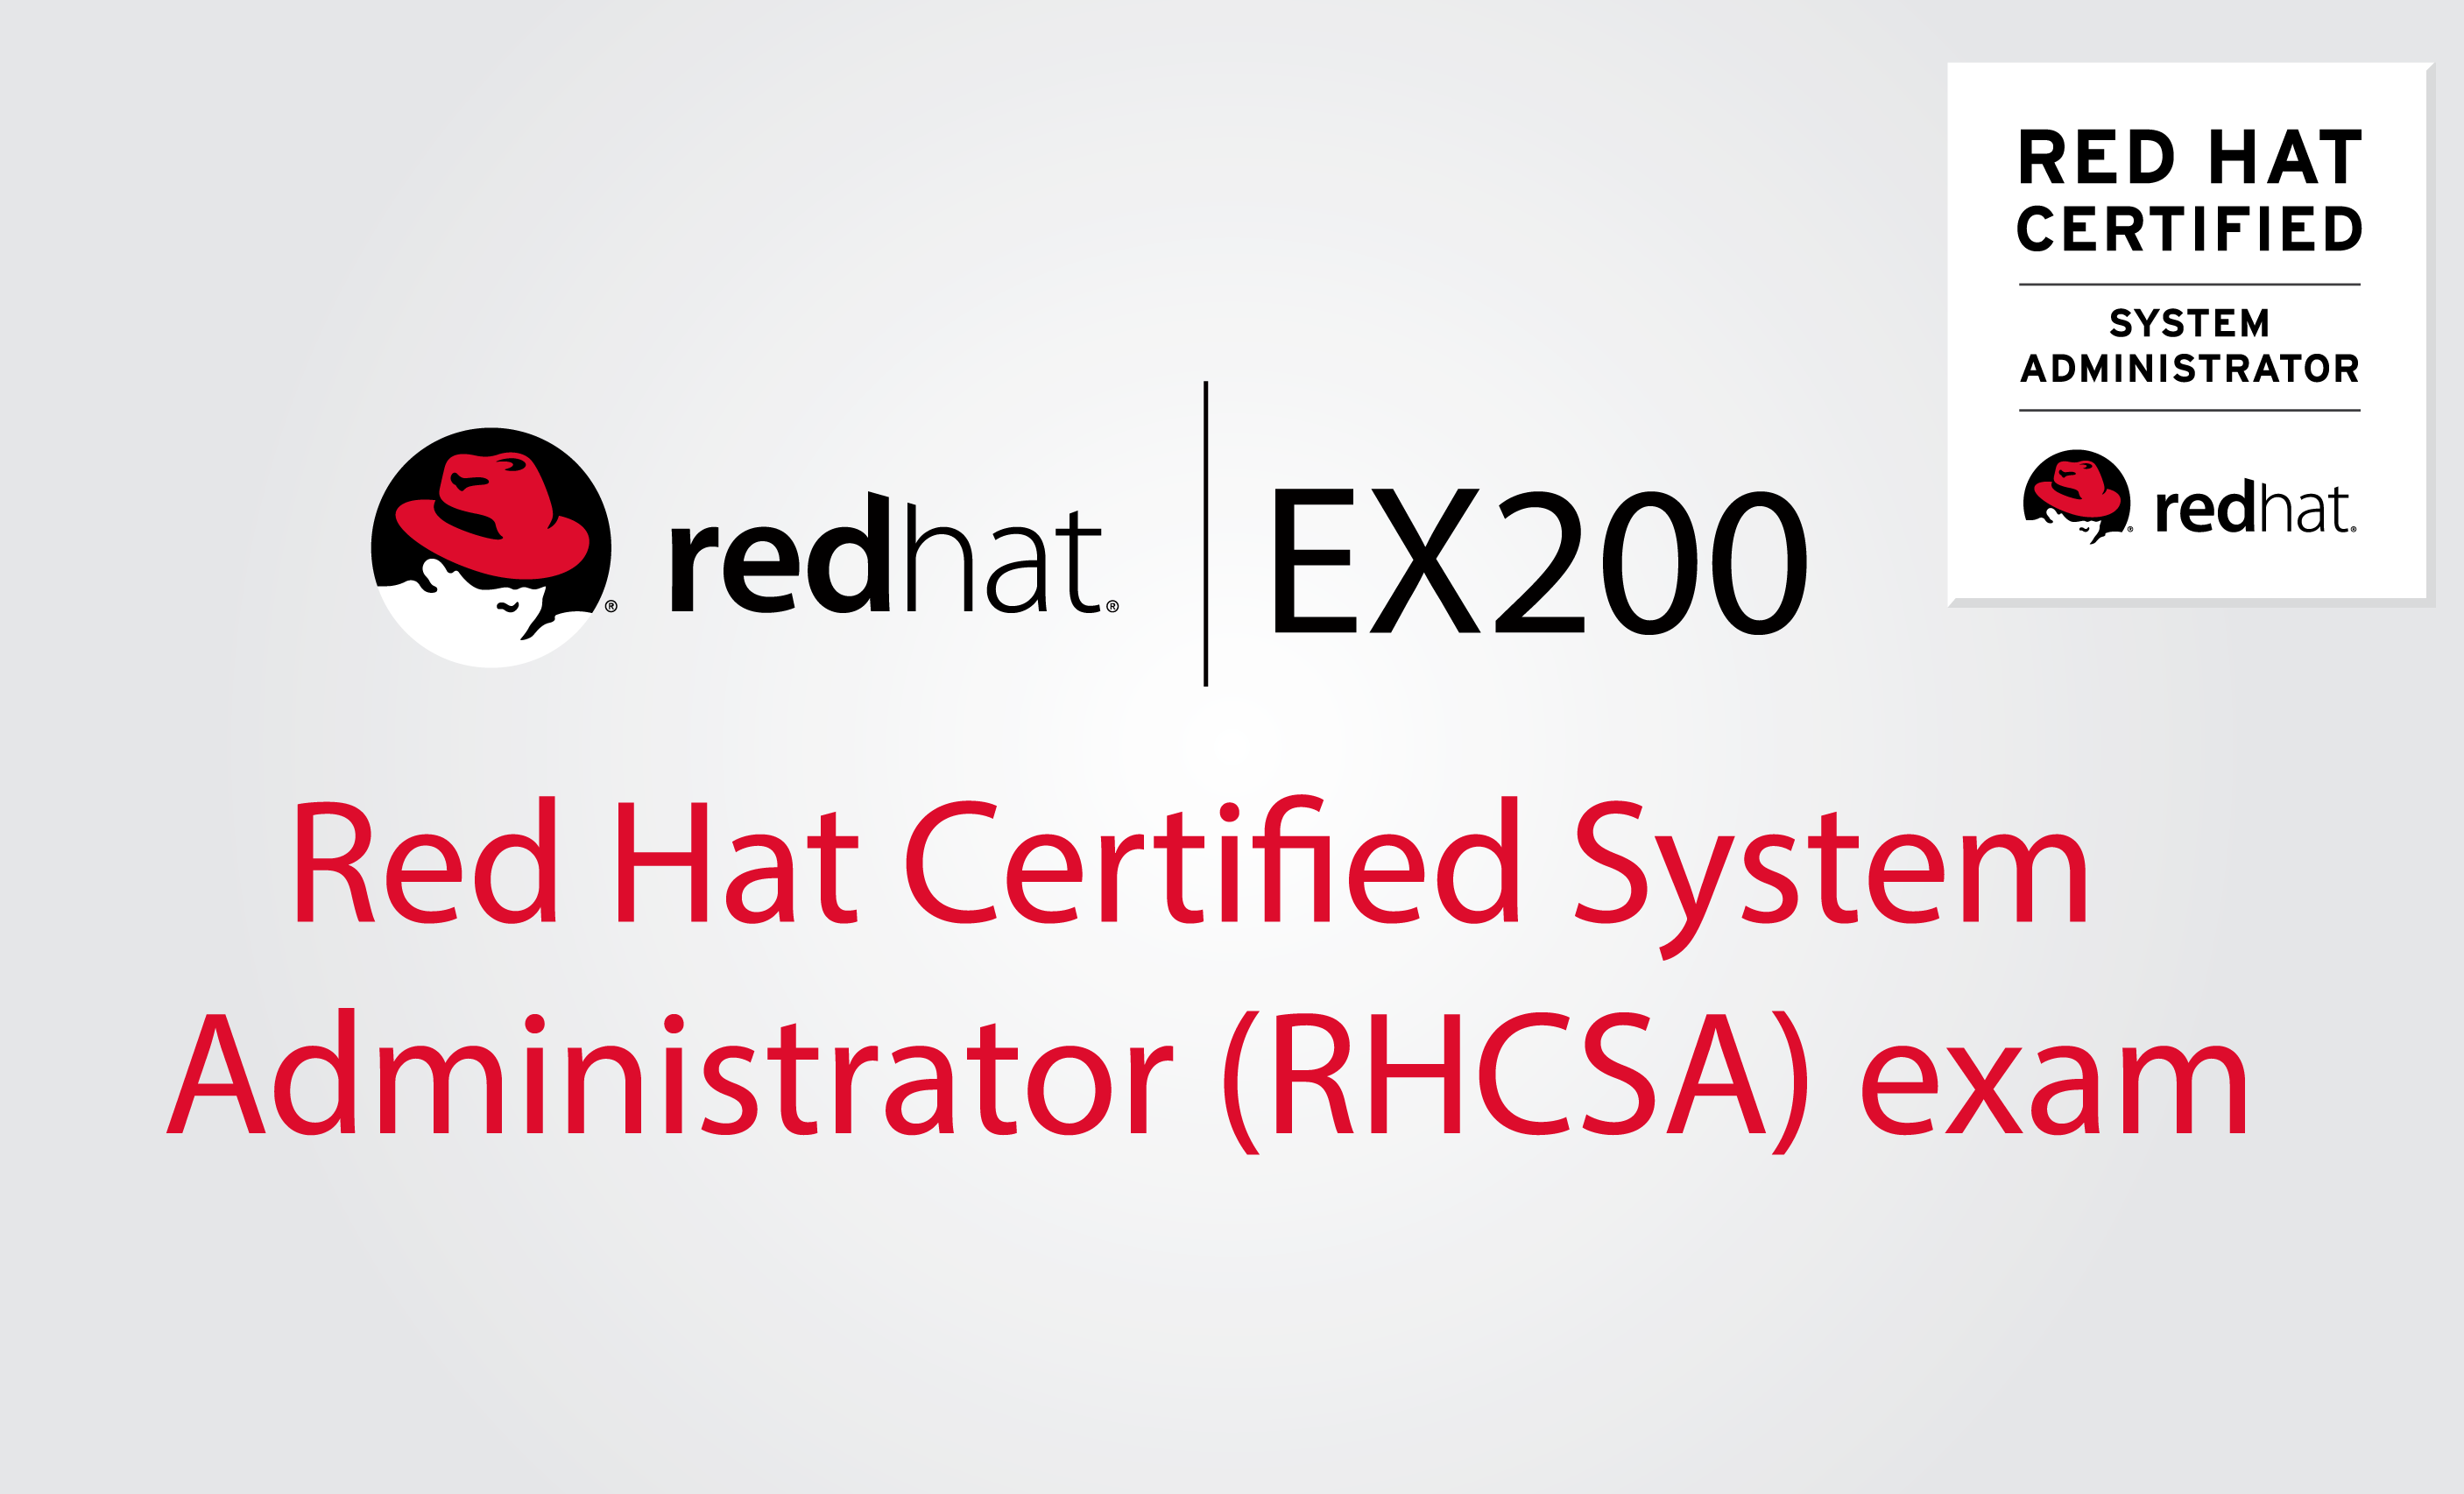 RED HAT
CERTIFIED
SYSTEM
ADMINISTRATOR
redhat®
redhat® | EX200
Red Hat Certified System
Administrator (RHCSA) exam